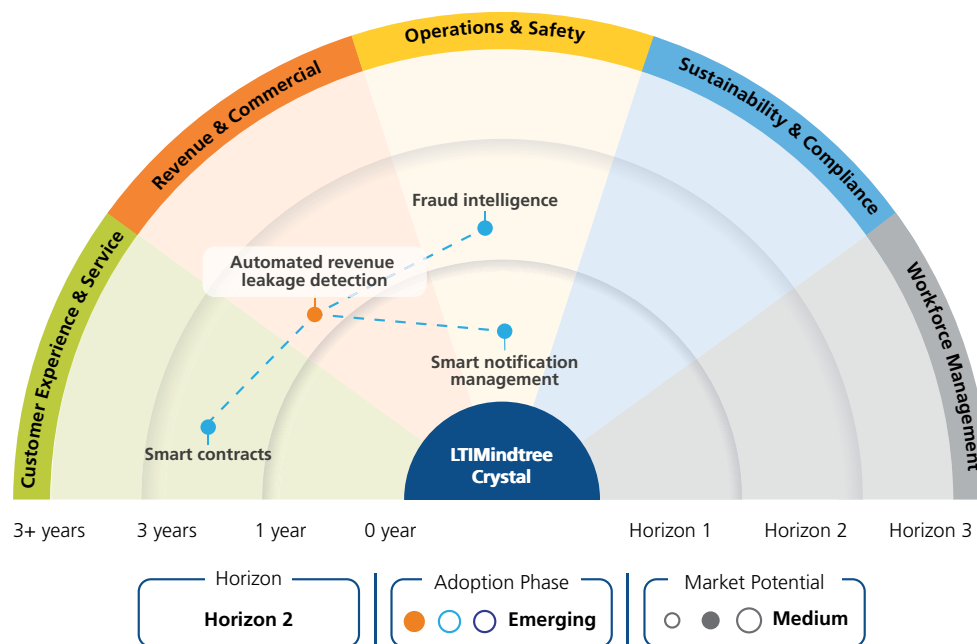 Operations & Safety
Revenue & Commercial
Sustainability & Compliance
Customer Experience & Service
Workforce Management
Fraud intelligence
Automated revenue
leakage detection
Smart notification
management
Smart contracts
LTIMindtree
Crystal
3+ years
3 years
1 year
0 year
Horizon 1
Horizon 2
Horizon 3
Horizon
Horizon 2
Adoption Phase
Emerging
Market Potential
Medium